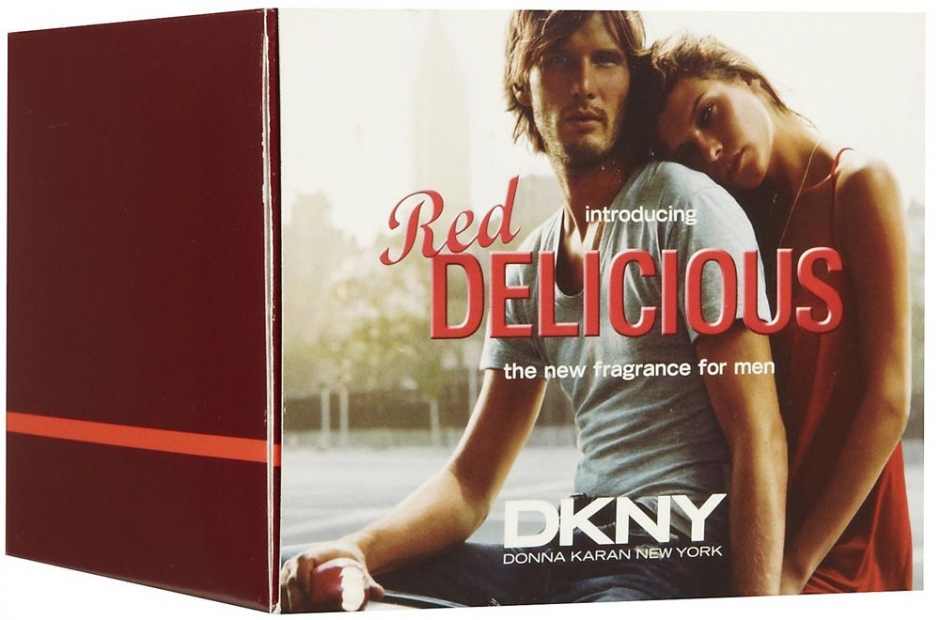 introducing
Red
DELICIOUS
the new fragrance for men
DKNY
DONNA KARAN NEW YORK